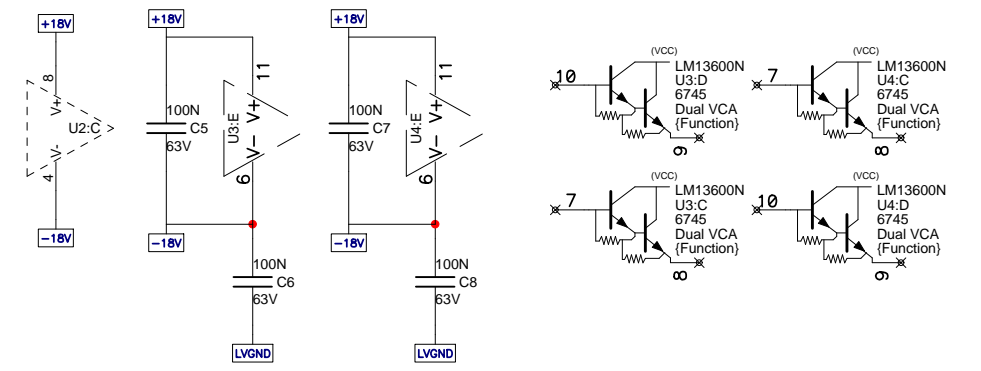 +18V
8
V+
U2:C
V-
4
-18V
+18V
11
100N
C5
63V
U3:E
V+
V-
6
-18V
100N
C6
63V
LVGND
+18V
11
100N
C7
63V
U4:E
V+
V-
6
-18V
100N
C8
63V
LVGND
(VCC)
10
LM13600N
U3:D
6745
Dual VCA
{Function}
9
(VCC)
7
LM13600N
U4:C
6745
Dual VCA
{Function}
8
(VCC)
7
LM13600N
U3:C
6745
Dual VCA
{Function}
8
(VCC)
10
LM13600N
U4:D
6745
Dual VCA
{Function}
9